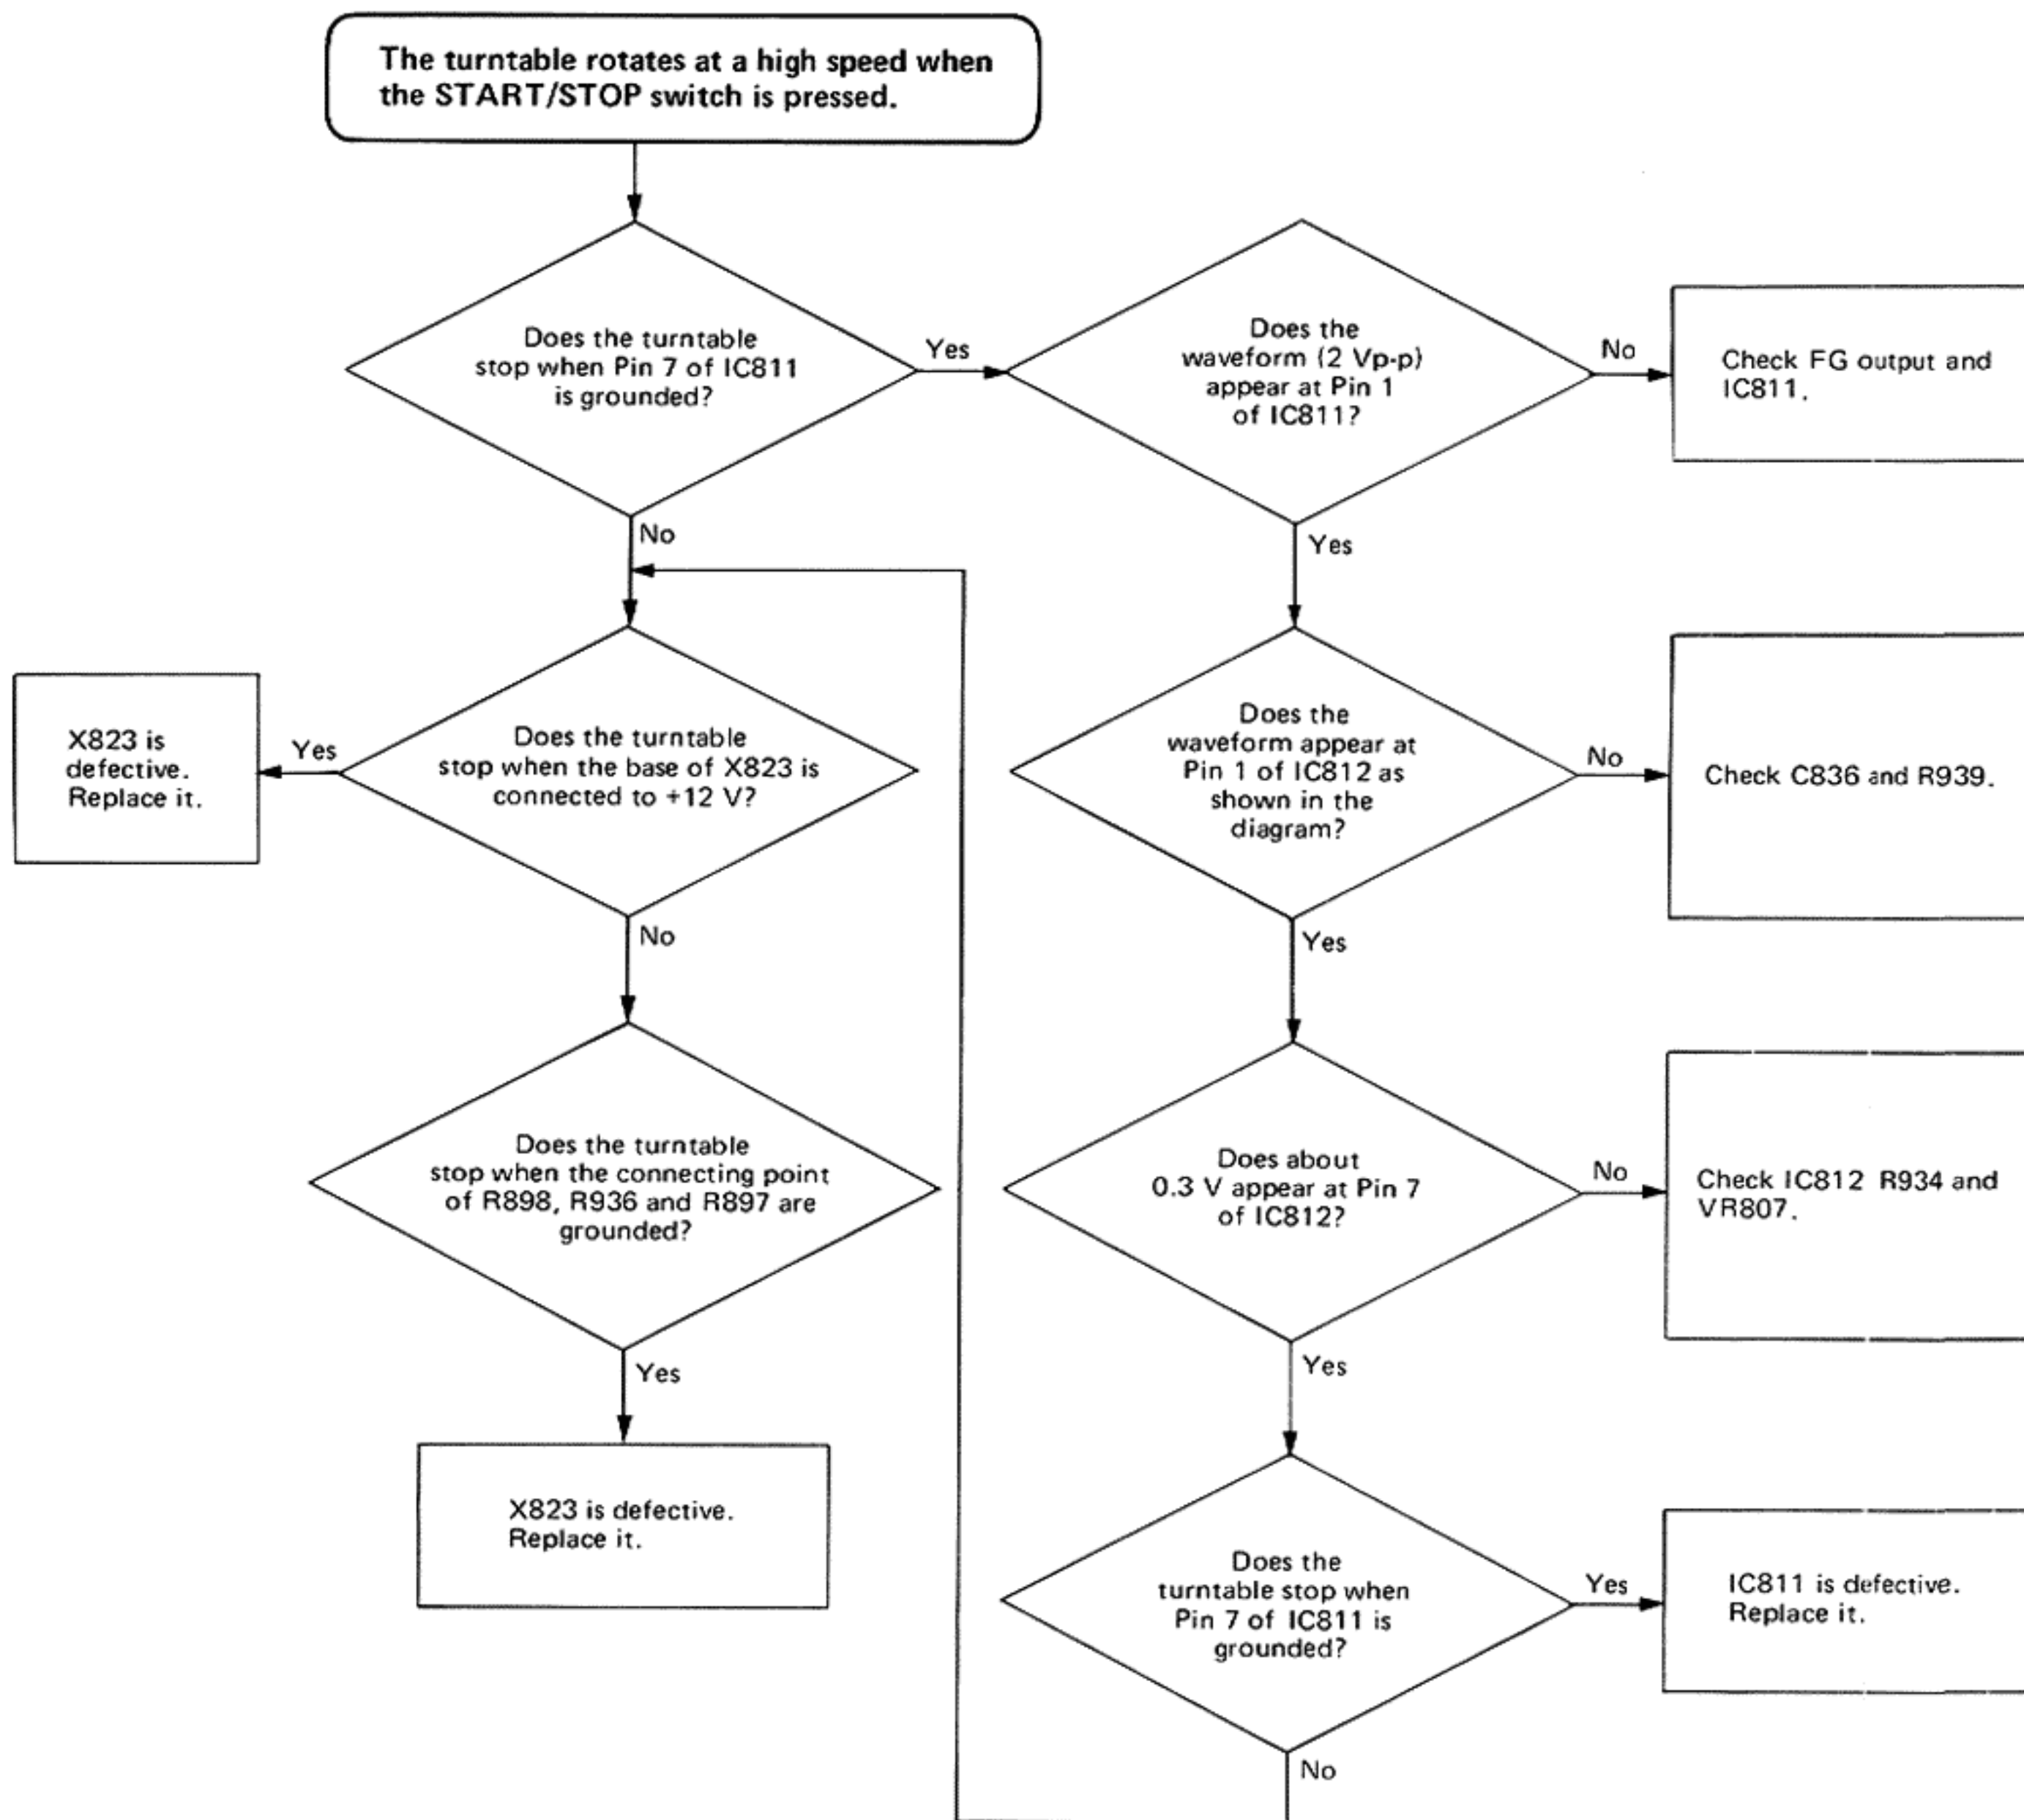 The turntable rotates at a high speed when
the START/STOP switch is pressed.
Does the turntable
stop when Pin 7 of IC811
is grounded?
Yes
No
Does the
waveform (2 Vp-p)
appear at Pin 1
of IC811?
No
Yes
Check FG output and
IC811.
Does the turntable
stop when the base of X823 is
connected to +12 V?
Yes
No
X823 is
defective.
Replace it.
Does the
waveform appear at
Pin 1 of IC812 as
shown in the
diagram?
No
Yes
Check C836 and R939.
Does the turntable
stop when the connecting point
of R898, R936 and R897 are
grounded?
Yes
X823 is defective.
Replace it.
Does about
0.3 V appear at Pin 7
of IC812?
No
Yes
Check IC812 R934 and
VR807.
Does the
turntable stop when
Pin 7 of IC811 is
grounded?
Yes
No
IC811 is defective.
Replace it.